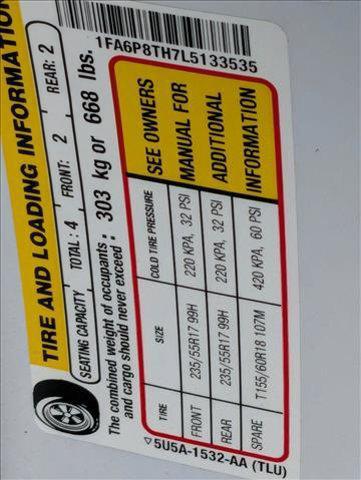 TIRE AND LOADING INFORMATION
SEATING CAPACITY TOTAL: 4 FRONT: 2 REAR: 2
The combined weight of occupants and cargo should never exceed : 303 kg or 668 lbs.
TIRE SIZE COLD TIRE PRESSURE
FRONT 235/55R17 99H 220 KPA, 32 PSI
REAR 235/55R17 99H 220 KPA, 32 PSI
SPARE T155/60R18 107M 420 KPA, 60 PSI
SEE OWNERS
MANUAL FOR
ADDITIONAL
INFORMATION
5U5A-1532-AA (TLU)
1FA6P8TH7L5133535